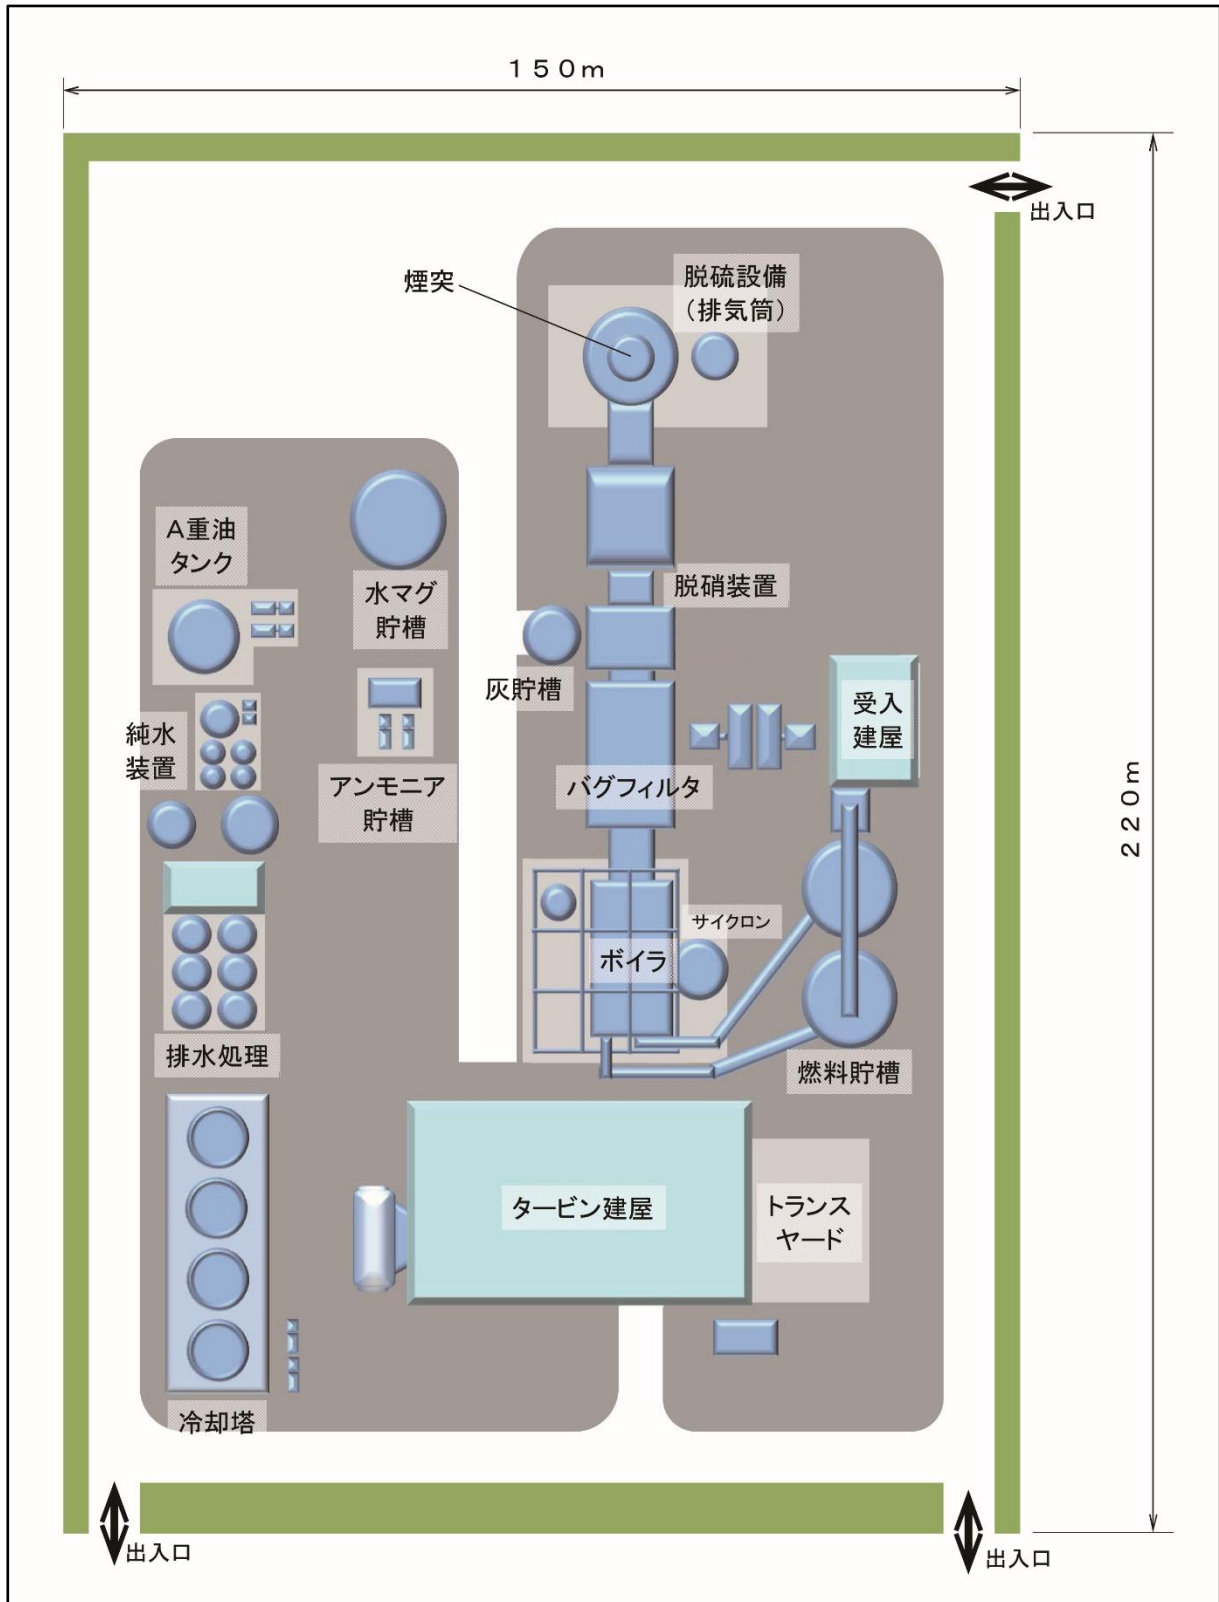 １５０ｍ
出入口
煙突
脱硫設備
（排気筒）
Ａ重油
タンク
水マグ
貯槽
脱硝装置
灰貯槽
受入
建屋
純水
装置
アンモニア
貯槽
バグフィルタ
２２０ｍ
サイクロン
ボイラ
排水処理
燃料貯槽
タービン建屋
トランス
ヤード
冷却塔
出入口
出入口